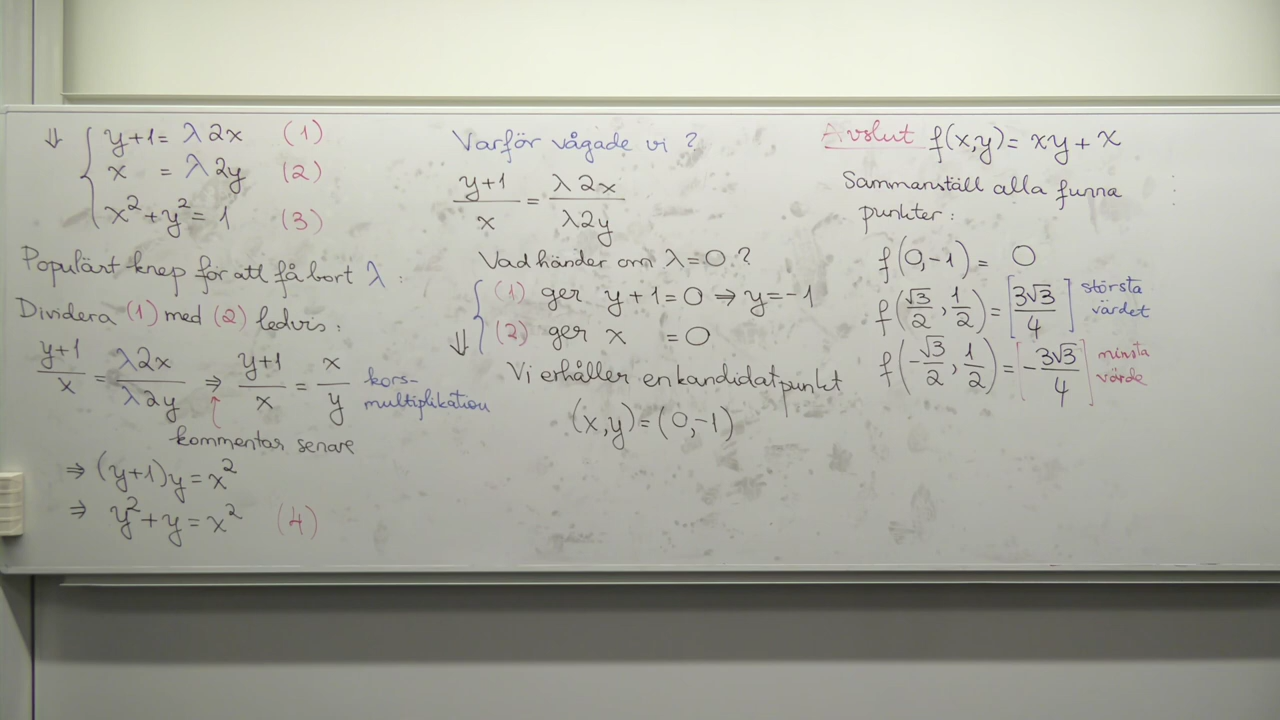 ⇓ { y+1 = λ2x (1)
x = λ2y (2)
x² + y² = 1 (3)
Populärt knep för att få bort λ :
Dividera (1) med (2) ledvis :
(y+1)/x = λ2x/λ2y ⇒ (y+1)/x = x/y kors-
multiplikation
↑
kommentar senare
⇒ (y+1)y = x²
⇒ y² + y = x² (4)
Varför vågade vi ?
(y+1)/x = λ2x/λ2y
Vad händer om λ = 0 ?
{ (1) ger y + 1 = 0 ⇒ y = -1
⇓ (2) ger x = 0
Vi erhåller en kandidatpunkt
(x,y) = (0,-1)
Avslut f(x,y) = xy + x
Sammanställ alla funna
punkter :
f(0,-1) = 0
f(√3/2, 1/2) = [3√3/4] största
värdet
f(-√3/2, 1/2) = [-3√3/4] minsta
värde